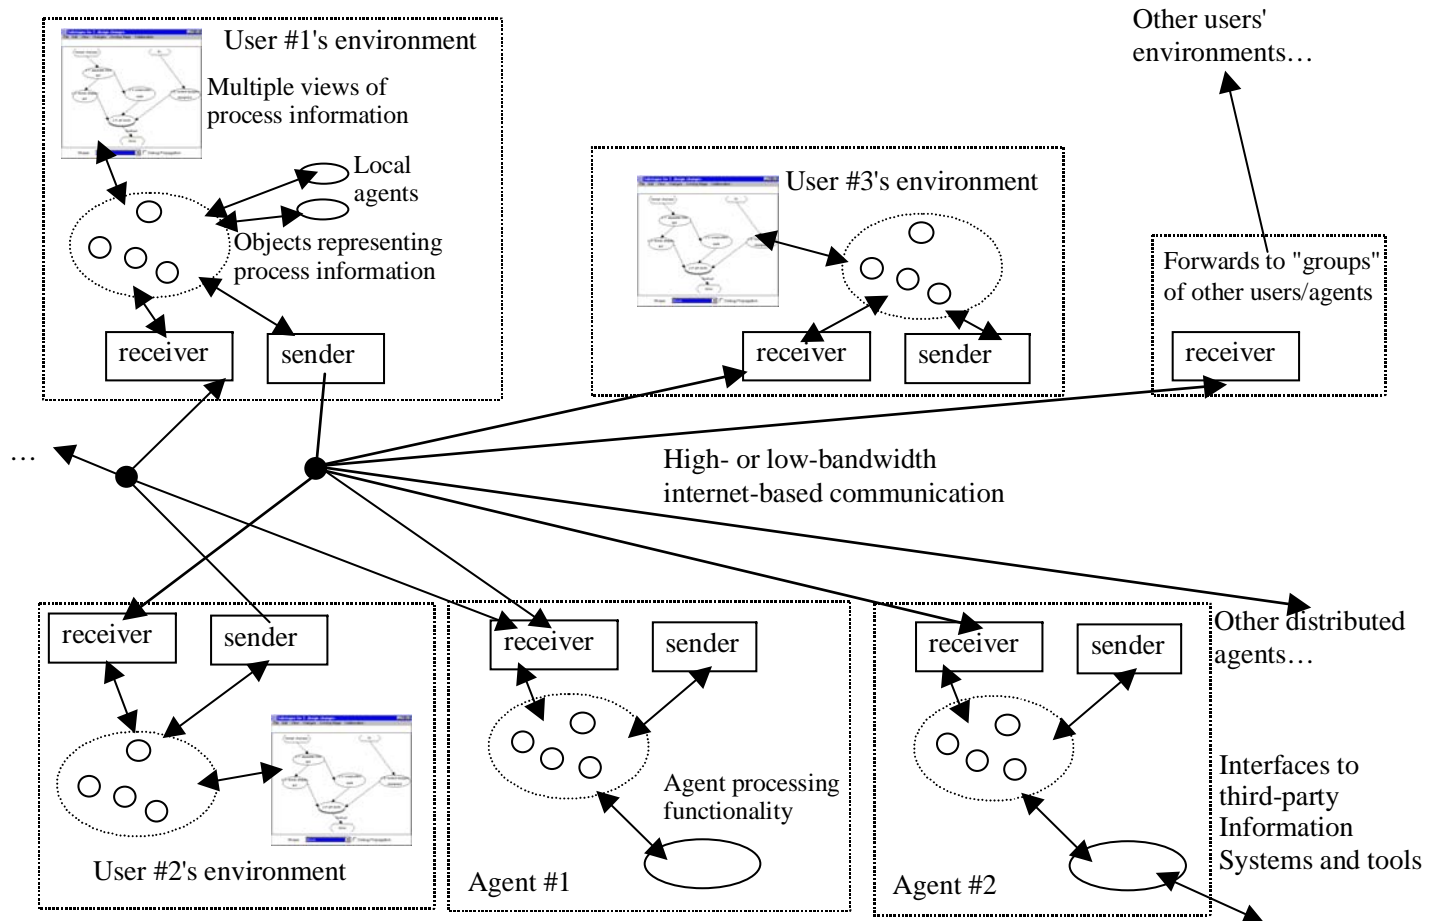 User #1's environment
Multiple views of
process information
Local
agents
Objects representing
process information
receiver
sender
User #3's environment
receiver
sender
Other users'
environments…
Forwards to "groups"
of other users/agents
receiver
…
High- or low-bandwidth
internet-based communication
receiver
sender
User #2's environment
receiver
sender
Agent processing
functionality
Agent #1
receiver
sender
Agent #2
Other distributed
agents…
Interfaces to
third-party
Information
Systems and tools